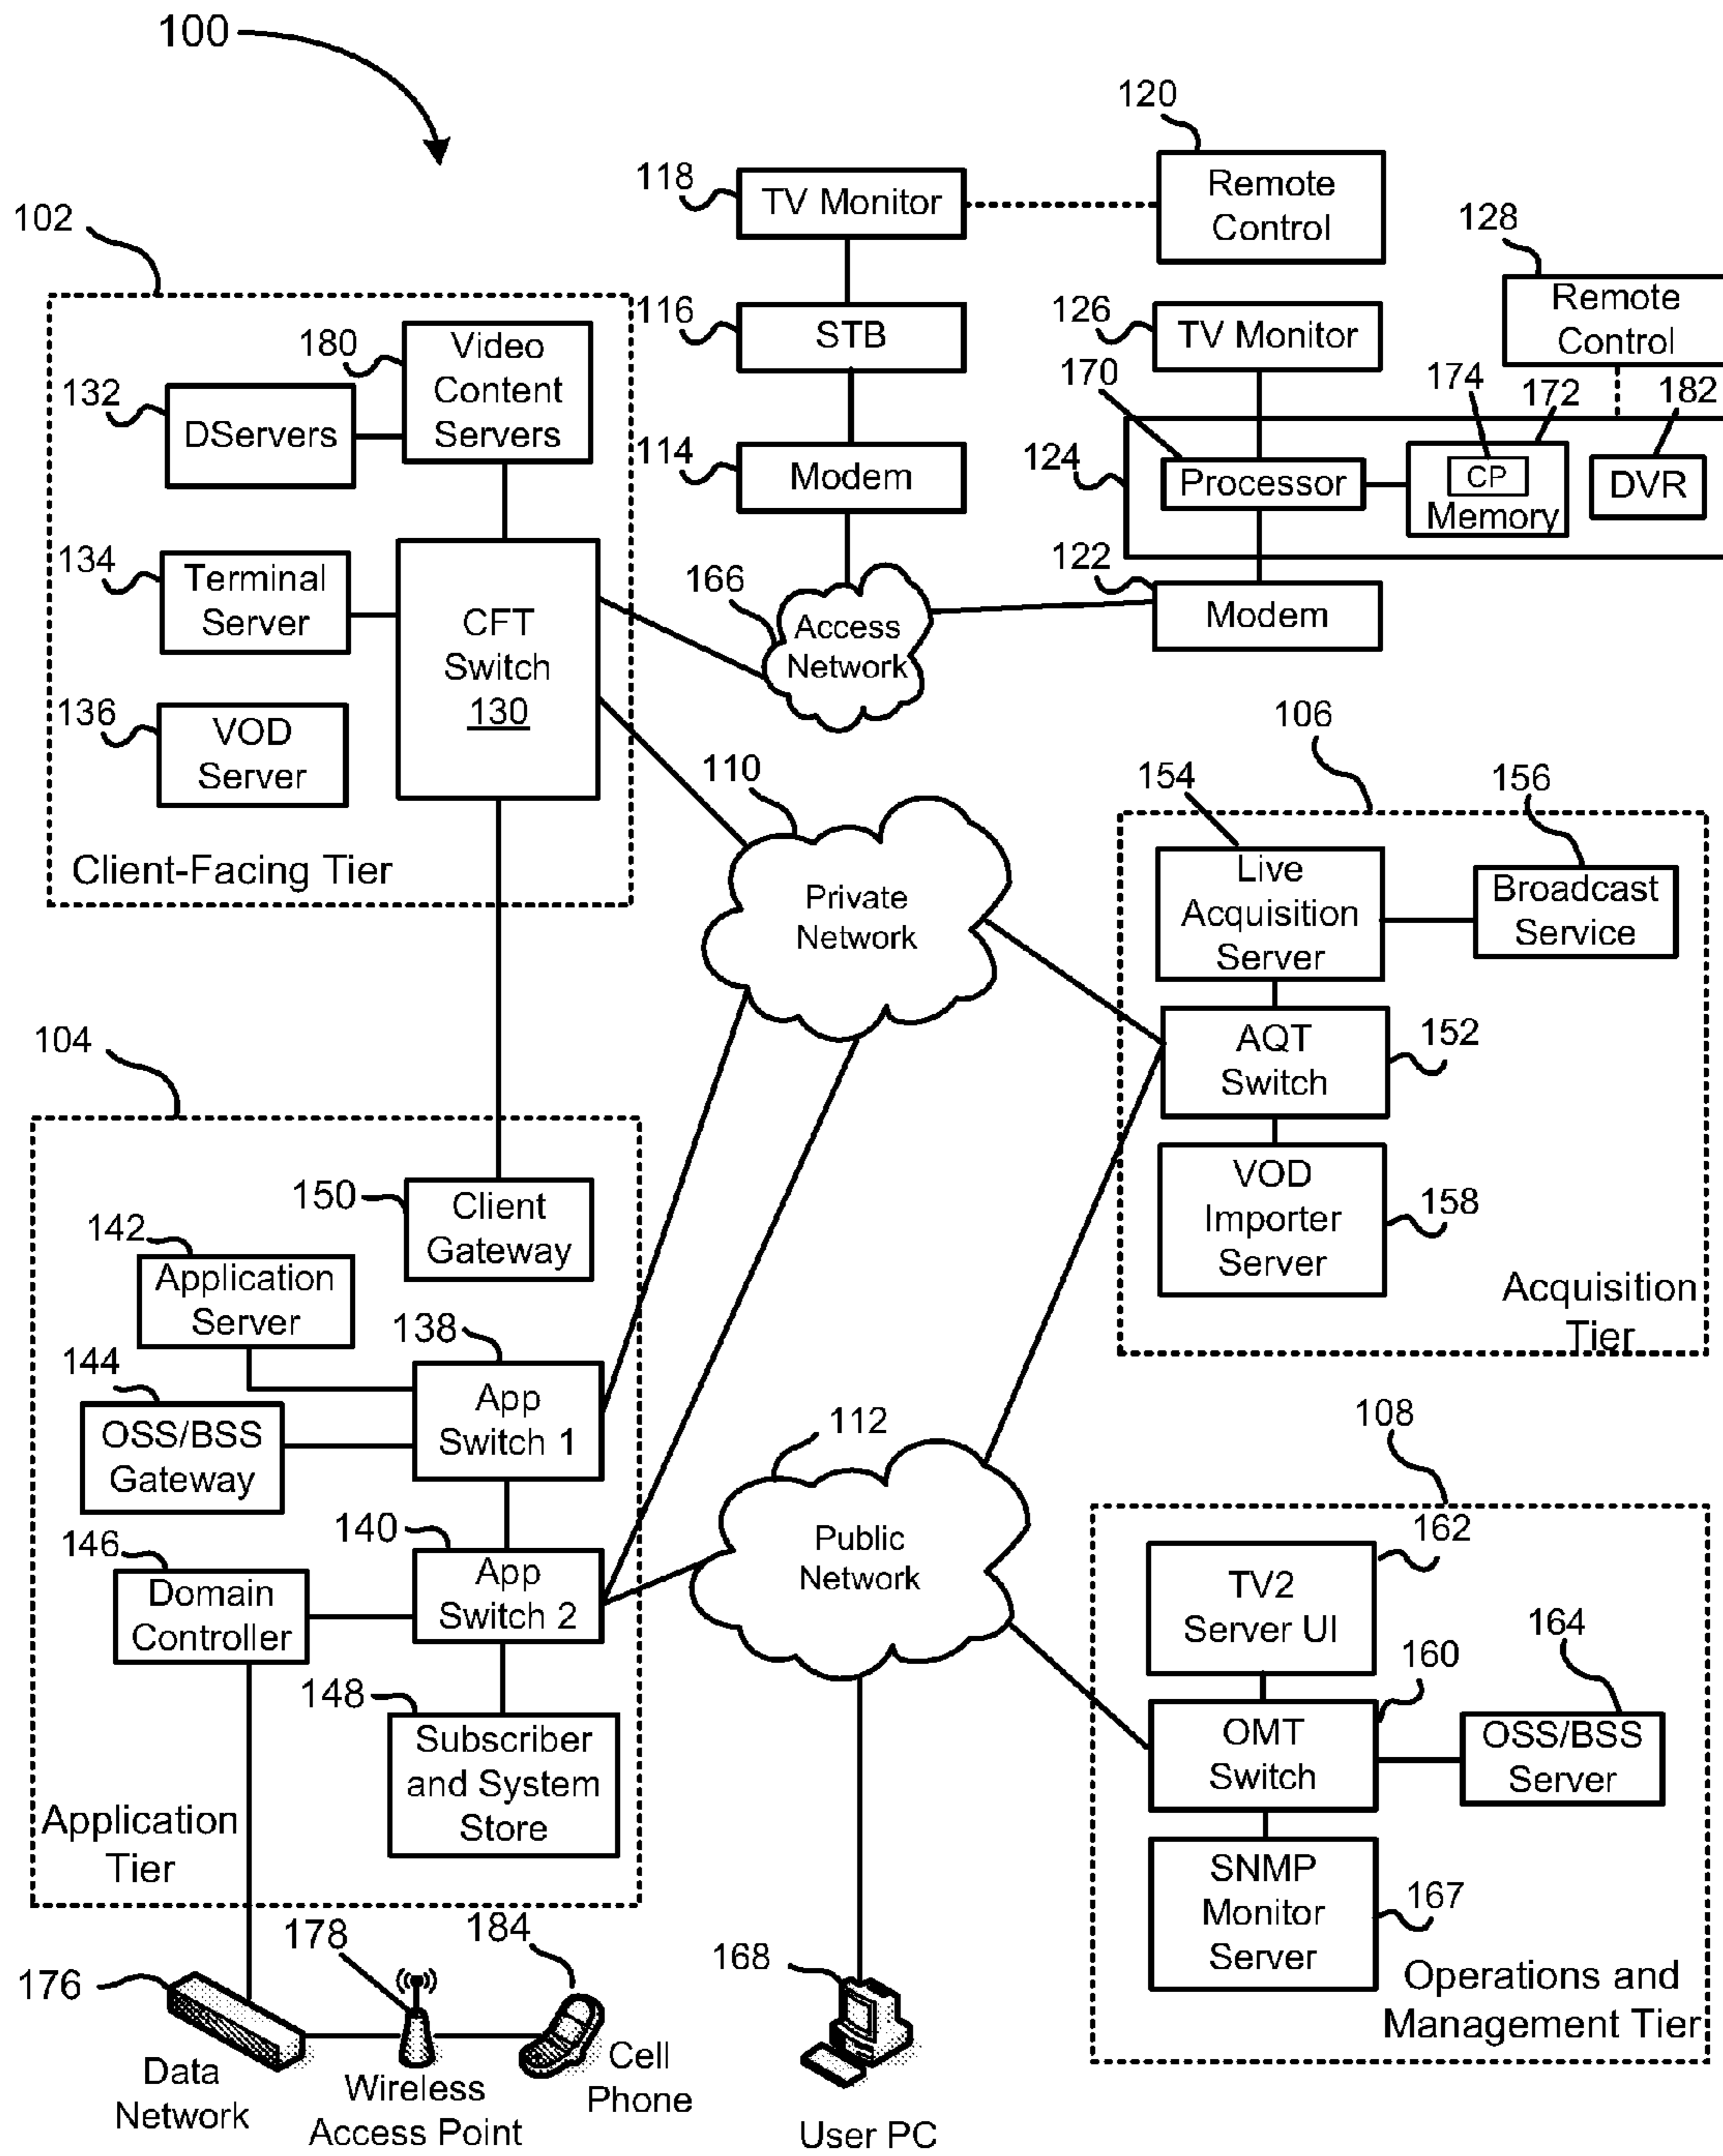 100
120
118
TV Monitor
Remote
Control
128
102
Remote
Control
116
STB
126
TV Monitor
180
Video
Content
Servers
132
DServers
170
174
172
182
114
Modem
124
Processor
CP
Memory
DVR
134
Terminal
Server
CFT
Switch
130
166
Access
Network
122
Modem
136
VOD
Server
Client-Facing Tier
110
Private
Network
106
154
156
Live
Acquisition
Server
Broadcast
Service
AQT
Switch
152
VOD
Importer
Server
158
Acquisition
Tier
104
150
Client
Gateway
142
Application
Server
138
App
Switch 1
144
OSS/BSS
Gateway
140
App
Switch 2
146
Domain
Controller
148
Subscriber
and System
Store
Application
Tier
112
Public
Network
108
162
TV2
Server UI
164
160
OMT
Switch
OSS/BSS
Server
SNMP
Monitor
Server
167
Operations and
Management Tier
178
184
176
168
Data
Network
Wireless
Access Point
Cell
Phone
User PC